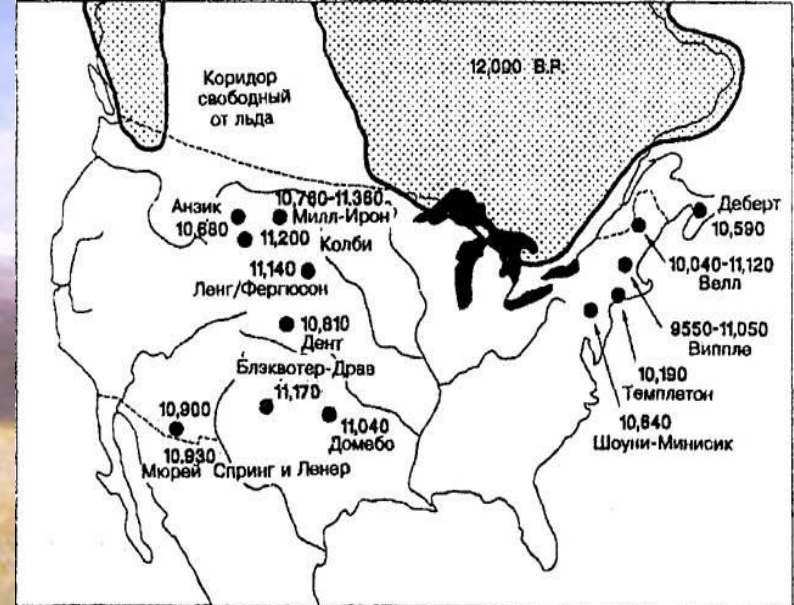 12,000 B.P.
Коридор
свободный
от льда
Анзик
10,680
10,760-11,360
Милл-Ирон
11,200
Колби
11,140
Ленг/Фергюсон
10,810
Дент
Блэквотер-Драв
11,170
11,040
Домебо
10,900
10,930
Мюрей Спринг и Ленер
Деберт
10,590
10,040-11,120
Велл
9550-11,050
Виппле
10,190
Темплетон
10,640
Шоуни-Минисик